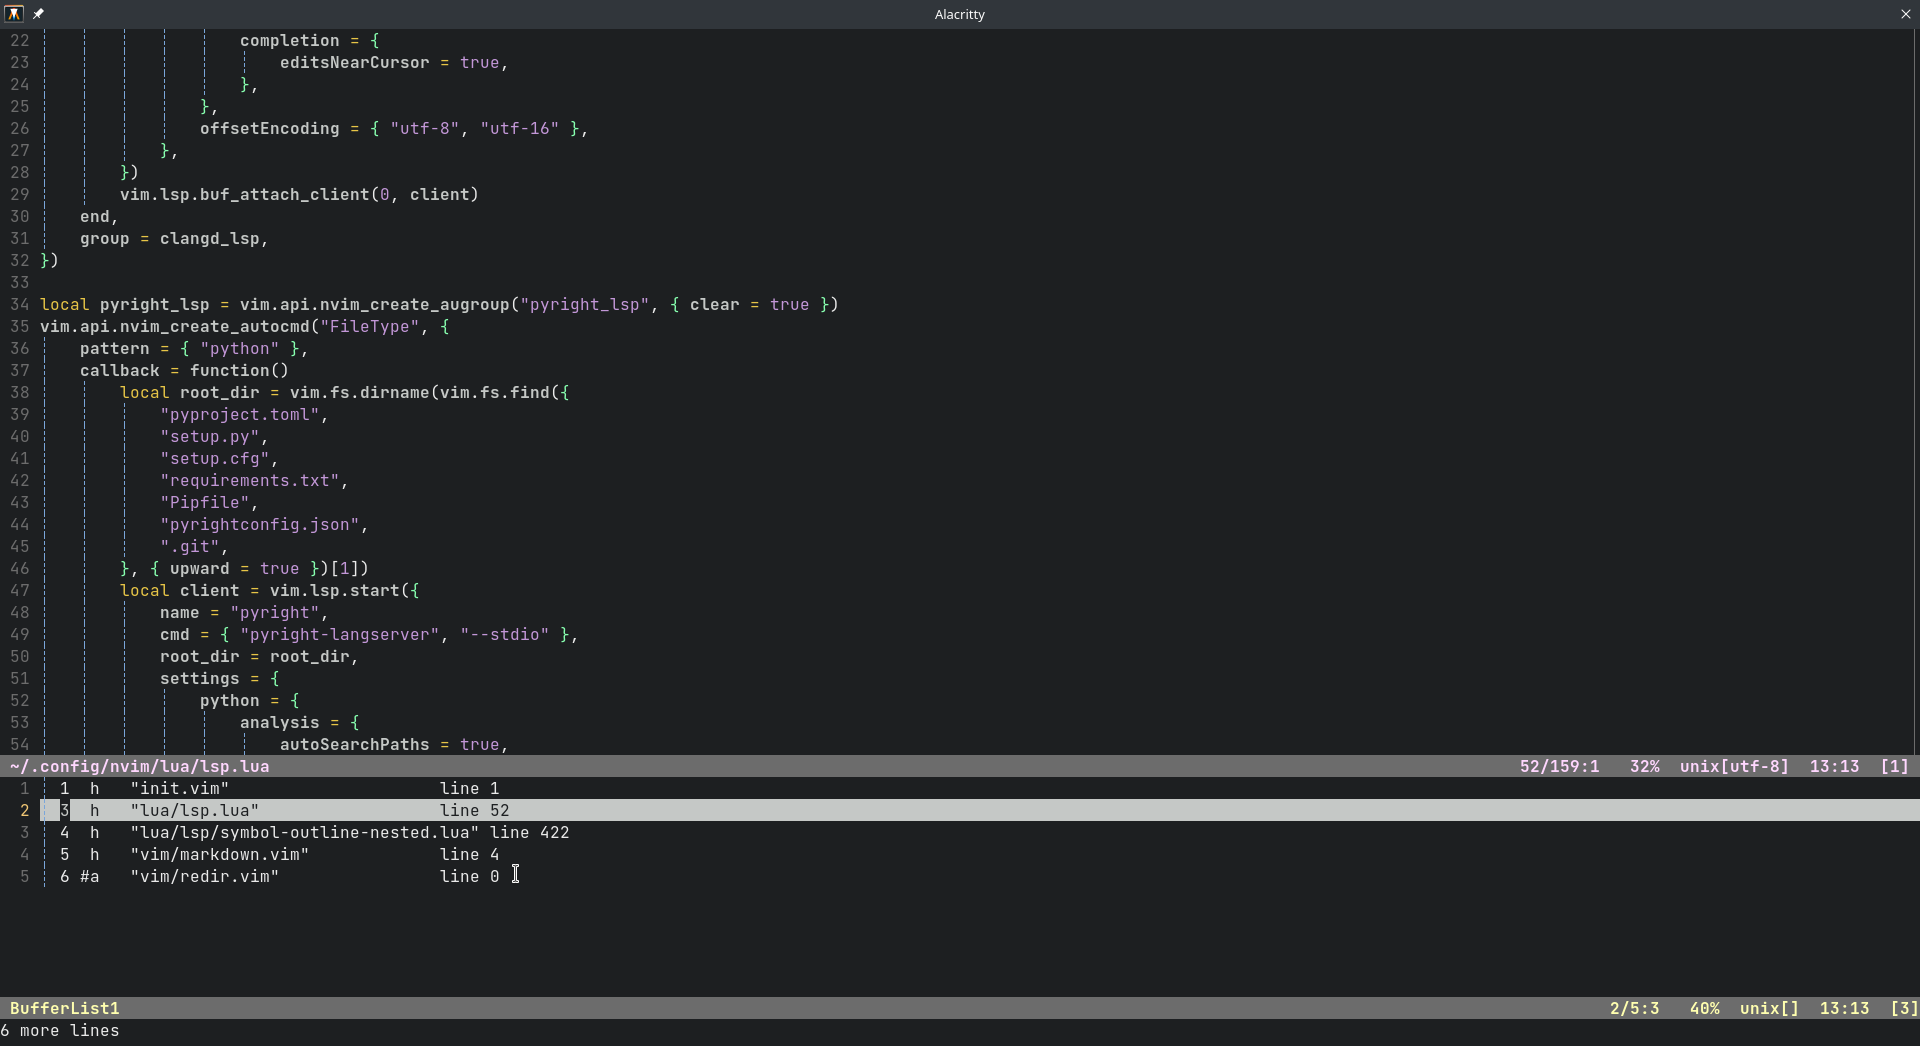 Alacritty
22 completion = {
23 editsNearCursor = true,
24 },
25 },
26 offsetEncoding = { "utf-8", "utf-16" },
27 },
28 })
29 vim.lsp.buf_attach_client(0, client)
30 end,
31 group = clangd_lsp,
32 })
33
34 local pyright_lsp = vim.api.nvim_create_augroup("pyright_lsp", { clear = true })
35 vim.api.nvim_create_autocmd("FileType", {
36 pattern = { "python" },
37 callback = function()
38 local root_dir = vim.fs.dirname(vim.fs.find({
39 "pyproject.toml",
40 "setup.py",
41 "setup.cfg",
42 "requirements.txt",
43 "Pipfile",
44 "pyrightconfig.json",
45 ".git",
46 }, { upward = true })[1])
47 local client = vim.lsp.start({
48 name = "pyright",
49 cmd = { "pyright-langserver", "--stdio" },
50 root_dir = root_dir,
51 settings = {
52 python = {
53 analysis = {
54 autoSearchPaths = true,
~/.config/nvim/lua/lsp.lua 52/159:1 32% unix[utf-8] 13:13 [1]
1 1 h "init.vim" line 1
2 3 h "lua/lsp.lua" line 52
3 4 h "lua/lsp/symbol-outline-nested.lua" line 422
4 5 h "vim/markdown.vim" line 4
5 6 #a "vim/redir.vim" line 0
BufferList1 2/5:3 40% unix[] 13:13 [3]
6 more lines